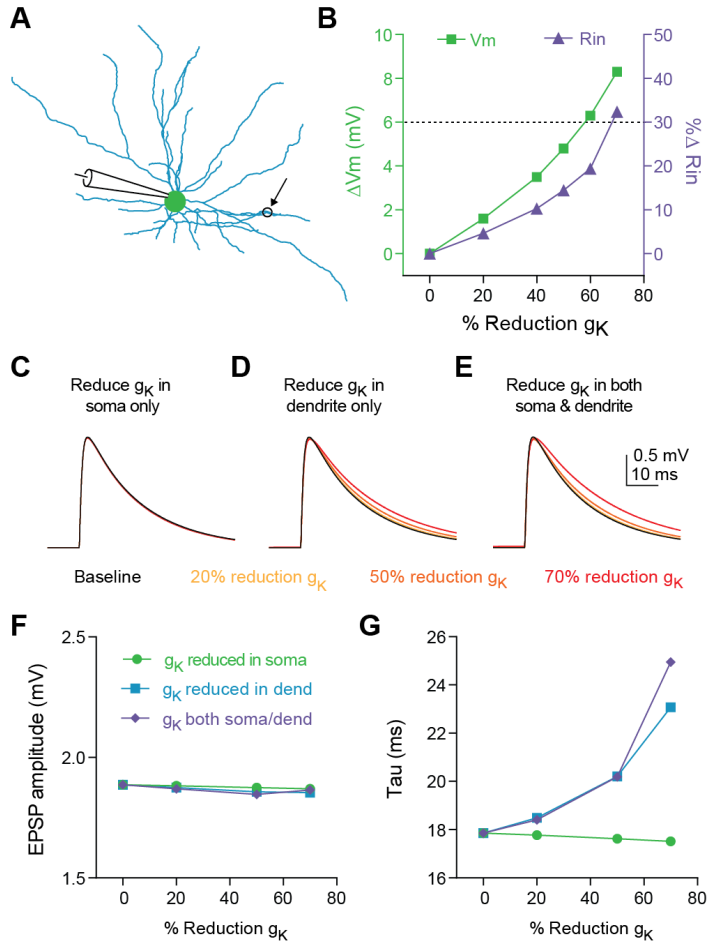 A
B
Vm
Rin
10
8
6
4
2
0
ΔVm (mV)
50
40
30
20
10
0
%Δ Rin
0 20 40 60 80
% Reduction gK
C
Reduce gK in
soma only
D
Reduce gK in
dendrite only
E
Reduce gK in both
soma & dendrite
0.5 mV
10 ms
Baseline 20% reduction gK 50% reduction gK 70% reduction gK
F
gK reduced in soma
gK reduced in dend
gK both soma/dend
2.5
2.0
1.5
EPSP amplitude (mV)
0 20 40 60 80
% Reduction gK
G
26
24
22
20
18
16
Tau (ms)
0 20 40 60 80
% Reduction gK